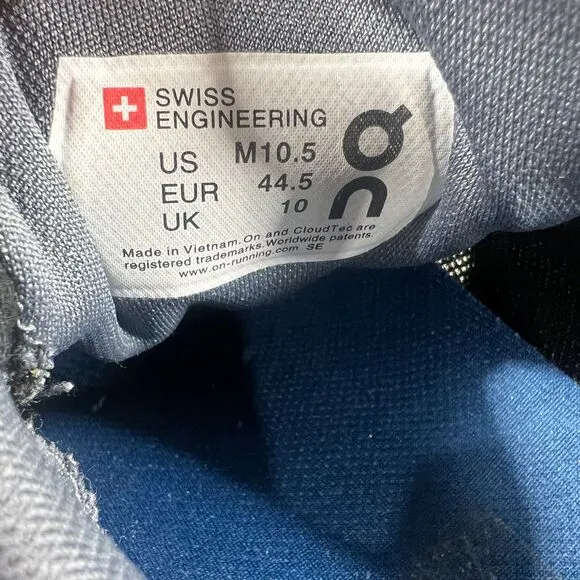 SWISS
ENGINEERING
US M10.5
EUR 44.5
UK 10
Made in Vietnam. On and CloudTec are
registered trademarks. Worldwide patents.
www.on-running.com SE